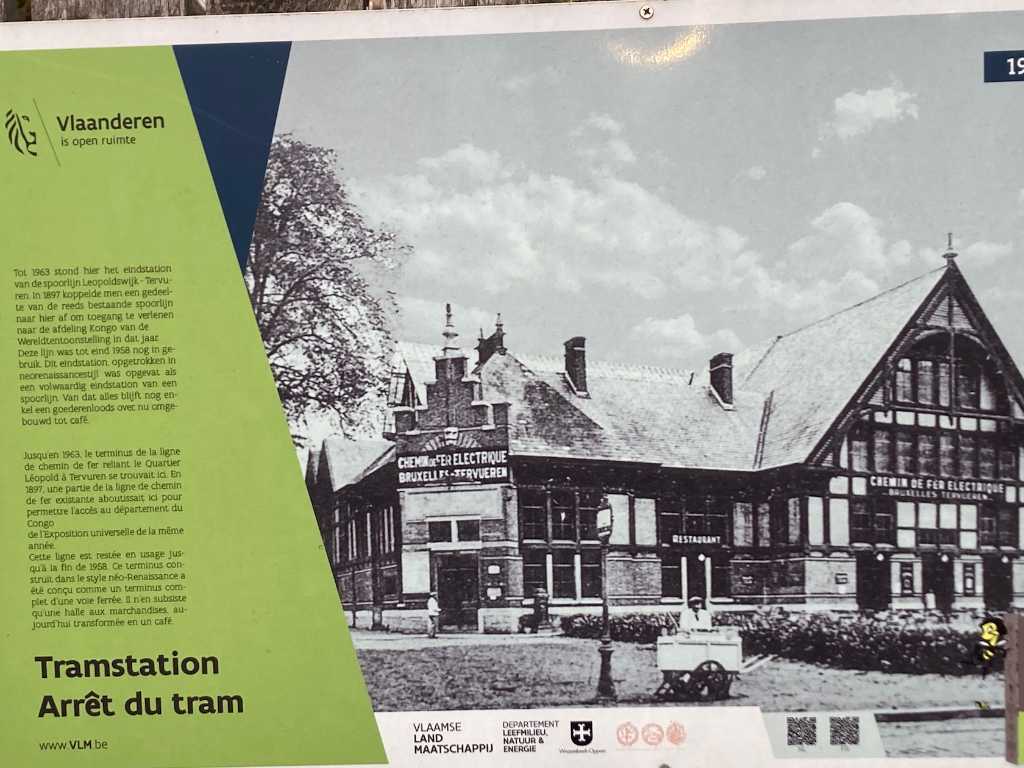 Vlaanderen
is open ruimte
Tot 1963 stond hier het eindstation
van de spoorlijn Leopoldswijk - Tervu-
ren. In 1897 koppelde men een gedeel-
te van de reeds bestaande spoorlijn
naar hier af om toegang te verlenen
naar de afdeling Kongo van de
Wereldtentoonstelling in dat jaar.
Deze lijn was tot eind 1958 nog in ge-
bruik. Dit eindstation, opgetrokken in
neorenaissancestijl was opgevat als
een volwaardig eindstation van een
spoorlijn. Van dat alles blijft nog en-
kel een goederenloods over, nu omge-
bouwd tot café.
Jusqu'en 1963, le terminus de la ligne
de chemin de fer reliant le Quartier
Léopold à Tervuren se trouvait ici. En
1897, une partie de la ligne de chemin
de fer existante aboutissait ici pour
permettre l'accès au département du
Congo
de l'Exposition universelle de la même
année.
Cette ligne est restée en usage jus-
qu'à la fin de 1958. Ce terminus con-
struit dans le style néo-Renaissance a
été conçu comme un terminus com-
plet d'une voie ferrée. Il n'en subsiste
qu'une halle aux marchandises, au-
jourd'hui transformée en un café.
Tramstation
Arrêt du tram
www.VLM.be
19
CHEMIN DE FER ELECTRIQUE
BRUXELLES-TERVUEREN
RESTAURANT
CHEMIN DE FER ELECTRIQUE
BRUXELLES TERVUEREN
VLAAMSE
LAND
MAATSCHAPPIJ
DEPARTEMENT
LEEFMILIEU,
NATUUR &
ENERGIE
Wezembeek-Oppem
NL
FR